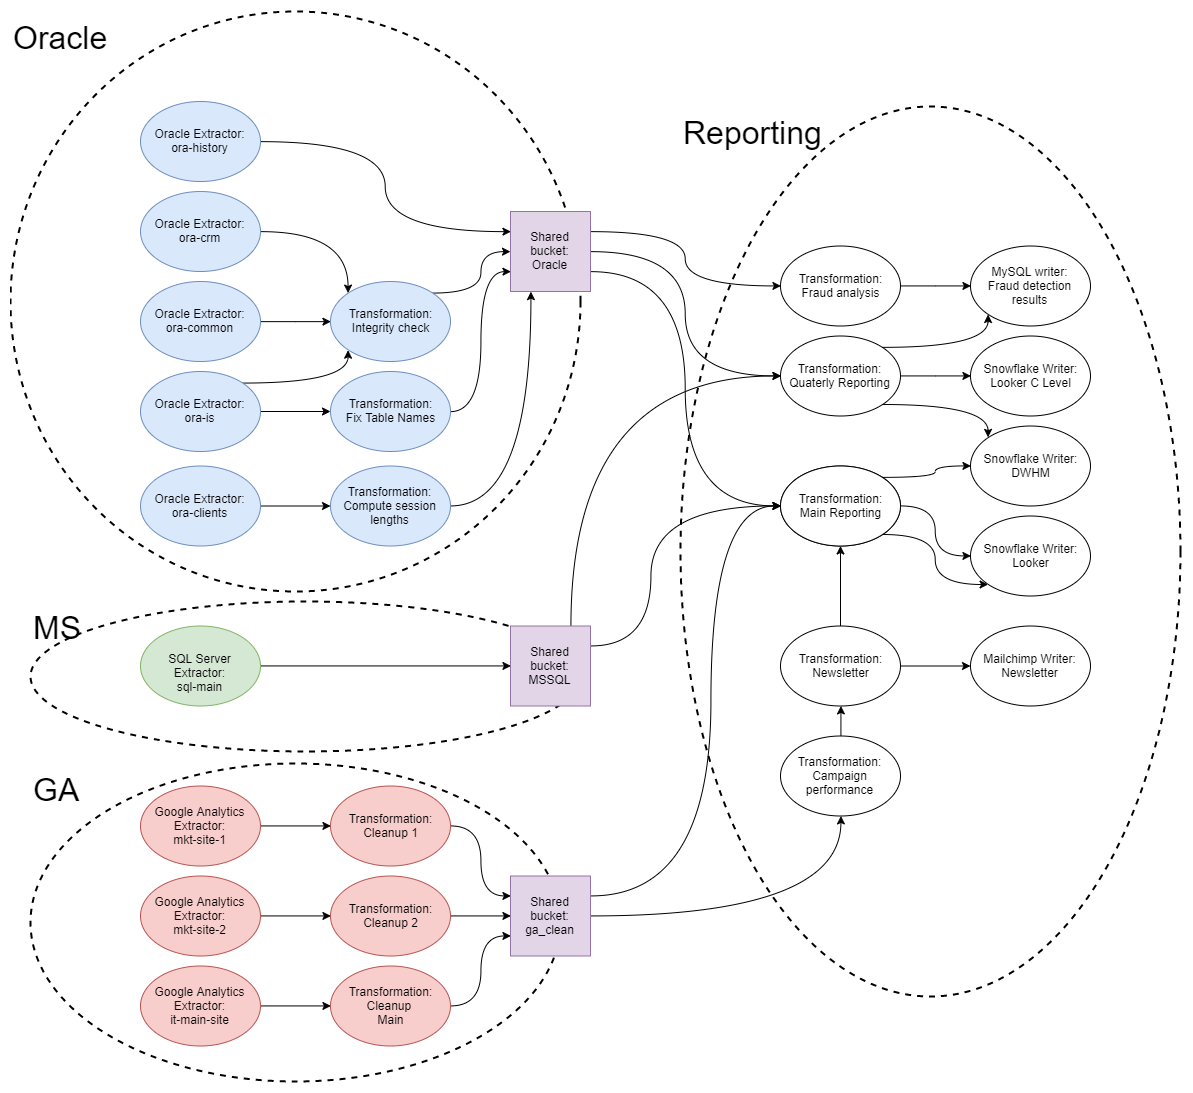 Oracle
Oracle Extractor:
ora-history
Oracle Extractor:
ora-crm
Oracle Extractor:
ora-common
Transformation:
Integrity check
Oracle Extractor:
ora-is
Transformation:
Fix Table Names
Oracle Extractor:
ora-clients
Transformation:
Compute session
lengths
Shared
bucket:
Oracle
MS
SQL Server
Extractor:
sql-main
Shared
bucket:
MSSQL
GA
Google Analytics
Extractor:
mkt-site-1
Transformation:
Cleanup 1
Google Analytics
Extractor:
mkt-site-2
Transformation:
Cleanup 2
Google Analytics
Extractor:
it-main-site
Transformation:
Cleanup
Main
Shared
bucket:
ga_clean
Reporting
Transformation:
Fraud analysis
MySQL writer:
Fraud detection
results
Transformation:
Quaterly Reporting
Snowflake Writer:
Looker C Level
Snowflake Writer:
DWHM
Transformation:
Main Reporting
Snowflake Writer:
Looker
Transformation:
Newsletter
Mailchimp Writer:
Newsletter
Transformation:
Campaign
performance